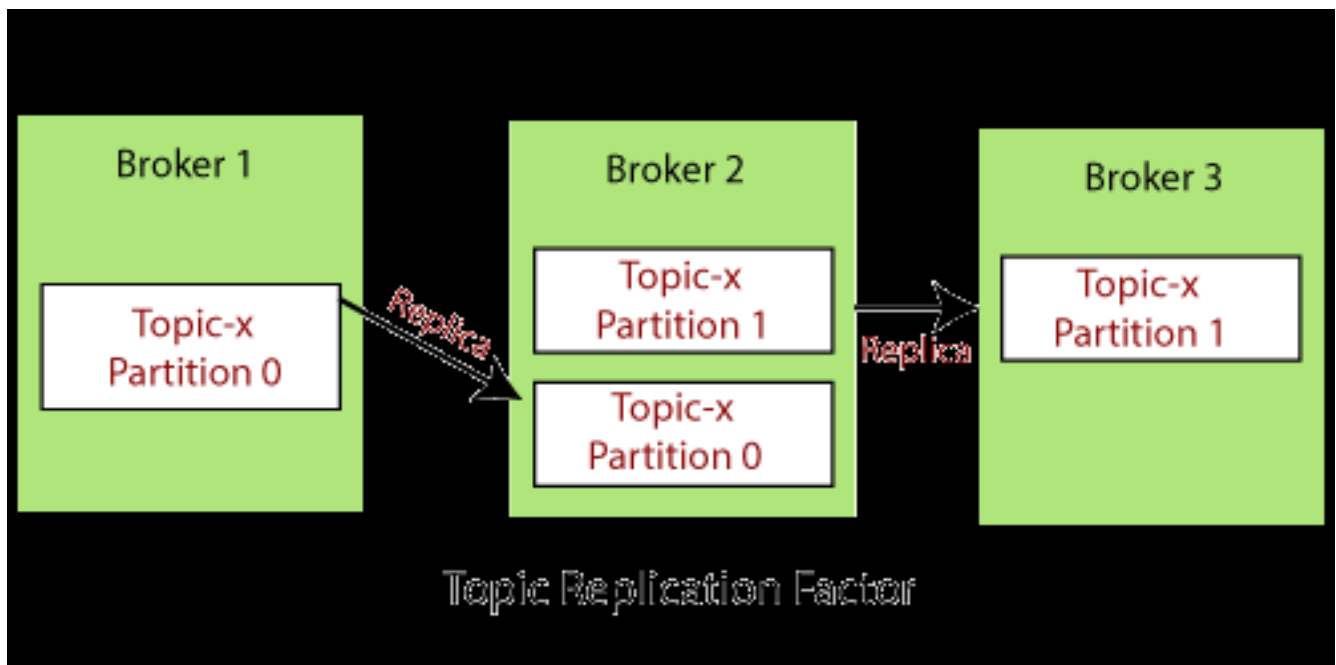 Broker 1
Topic-x
Partition 0
Replica
Broker 2
Topic-x
Partition 1
Topic-x
Partition 0
Replica
Broker 3
Topic-x
Partition 1
Topic Replication Factor